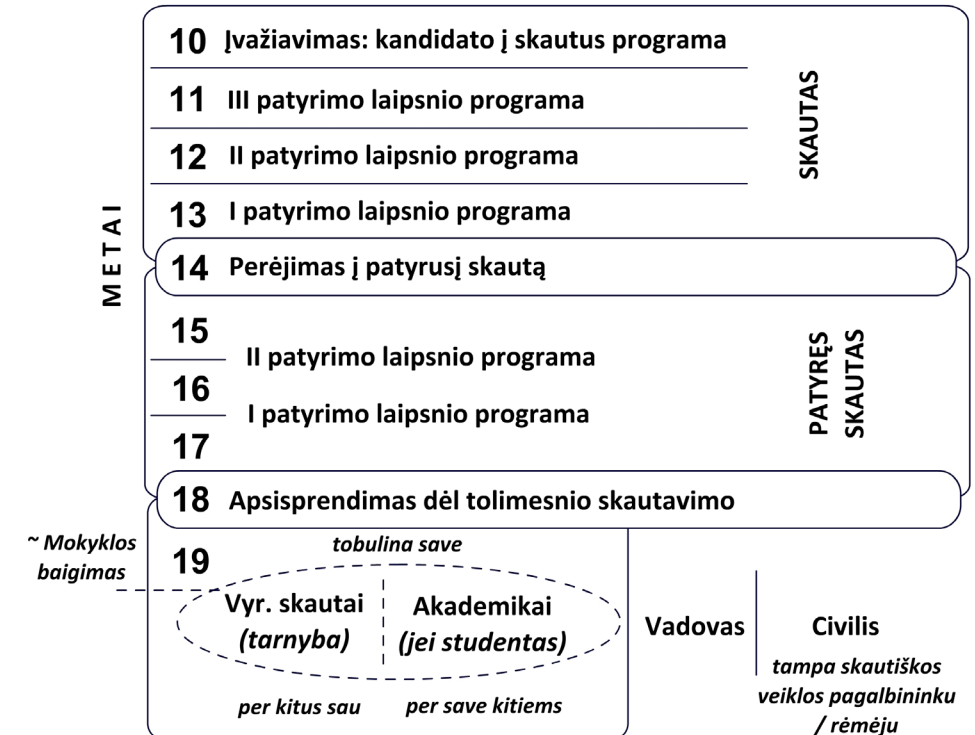 10 Įvažiavimas: kandidato į skautus programa
11 III patyrimo laipsnio programa
12 II patyrimo laipsnio programa
13 I patyrimo laipsnio programa
SKAUTAS
METAI
14 Perėjimas į patyrusį skautą
15
II patyrimo laipsnio programa
16
I patyrimo laipsnio programa
17
PATYRĘS
SKAUTAS
18 Apsisprendimas dėl tolimesnio skautavimo
~ Mokyklos
baigimas
19
tobulina save
Vyr. skautai
(tarnyba)
Akademikai
(jei studentas)
per kitus sau
per save kitiems
Vadovas
Civilis
tampa skautiškos
veiklos pagalbininku
/ rėmėju